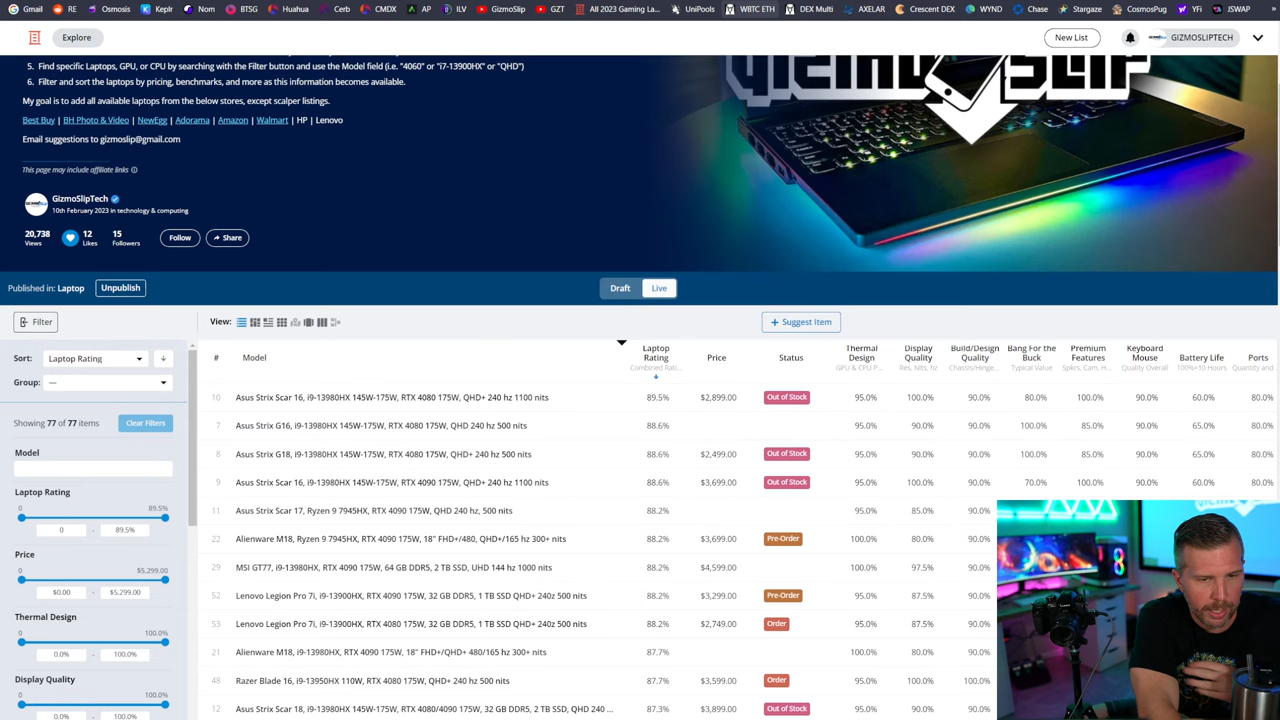 G RE Osmosis Keplr Nom BTSG Huahua Cerb CMDX AP ILV GizmoSlip GZT All 2023 Gaming La... UniPools WBTC ETH DEX Multi AXELAR Crescent DEX WYND Chase Stargaze CosmosPug YFi JSWAP »
Explore New List GIZMOSLIPTECH
GIZMO SLIP
5. Find specific Laptops, GPU, or CPU by searching with the Filter button and use the Model field (i.e. "4060" or "i7-13900HX" or "QHD")
6. Filter and sort the laptops by pricing, benchmarks, and more as this information becomes available.
My goal is to add all available laptops from the below stores, except scalper listings.
Best Buy | BH Photo & Video | NewEgg | Adorama | Amazon | Walmart | HP | Lenovo
Email suggestions to gizmoslip@gmail.com
This page may include affiliate links
GizmoSlipTech
10th February 2023 in technology & computing
20,738 12 15 Follow Share
Views Likes Followers
Published in: Laptop Unpublish Draft Live
Filter View: + Suggest Item
Sort: Laptop Rating
Group: —
Showing 77 of 77 items Clear Filters
Model
Laptop Rating
0 89.5%
0 - 89.5%
Price
0 $5,299.00
$0.00 - $5,299.00
Thermal Design
0 100.0%
0.0% - 100.0%
Display Quality
0 100.0%
0.0% - 100.0%
# Model Laptop Rating Price Status Thermal Design Display Quality Build/Design Quality Bang For the Buck Premium Features Keyboard Mouse Battery Life Ports
Combined Rati... GPU & CPU P... Res, Nits, hz Chassis/Hinge... Typical Value Spkrs, Cam, H... Quality Overall 100%=10 Hours Quantity and
10 Asus Strix Scar 16, i9-13980HX 145W-175W, RTX 4080 175W, QHD+ 240 hz 1100 nits 89.5% $2,899.00 Out of Stock 95.0% 100.0% 90.0% 80.0% 100.0% 90.0% 60.0% 80.0%
7 Asus Strix G16, i9-13980HX 145W-175W, RTX 4080 175W, QHD 240 hz 500 nits 88.6% 95.0% 90.0% 90.0% 100.0% 85.0% 90.0% 65.0% 80.0%
8 Asus Strix G18, i9-13980HX 145W-175W, RTX 4080 175W, QHD+ 240 hz 500 nits 88.6% $2,499.00 Out of Stock 95.0% 90.0% 90.0% 100.0% 85.0% 90.0% 65.0% 80.0%
9 Asus Strix Scar 16, i9-13980HX 145W-175W, RTX 4090 175W, QHD+ 240 hz 1100 nits 88.6% $3,699.00 Out of Stock 95.0% 100.0% 90.0% 70.0% 100.0% 90.0% 60.0% 80.0%
11 Asus Strix Scar 17, Ryzen 9 7945HX, RTX 4090 175W, QHD 240 hz, 500 nits 88.2% 95.0% 85.0% 90.0%
22 Alienware M18, Ryzen 9 7945HX, RTX 4090 175W, 18" FHD+/480, QHD+/165 hz 300+ nits 88.2% $3,699.00 Pre-Order 100.0% 80.0% 90.0%
29 MSI GT77, i9-13980HX, RTX 4090 175W, 64 GB DDR5, 2 TB SSD, UHD 144 hz 1000 nits 88.2% $4,599.00 100.0% 97.5% 90.0%
52 Lenovo Legion Pro 7i, i9-13900HX, RTX 4090 175W, 32 GB DDR5, 1 TB SSD QHD+ 240z 500 nits 88.2% $3,299.00 Pre-Order 95.0% 87.5% 90.0%
53 Lenovo Legion Pro 7i, i9-13900HX, RTX 4080 175W, 32 GB DDR5, 1 TB SSD QHD+ 240z 500 nits 88.2% $2,749.00 Order 95.0% 87.5% 90.0%
21 Alienware M18, i9-13980HX, RTX 4090 175W, 18" FHD+/QHD+ 480/165 hz 300+ nits 87.7% 100.0% 80.0% 90.0%
48 Razer Blade 16, i9-13950HX 110W, RTX 4080 175W, QHD+ 240 hz 500 nits 87.7% $3,599.00 Order 95.0% 100.0% 100.0%
12 Asus Strix Scar 18, i9-13980HX, RTX 4080/4090 175W, 32 GB DDR5, 2 TB SSD, QHD 240 ... 87.3% $3,899.00 Out of Stock 95.0% 90.0% 90.0%